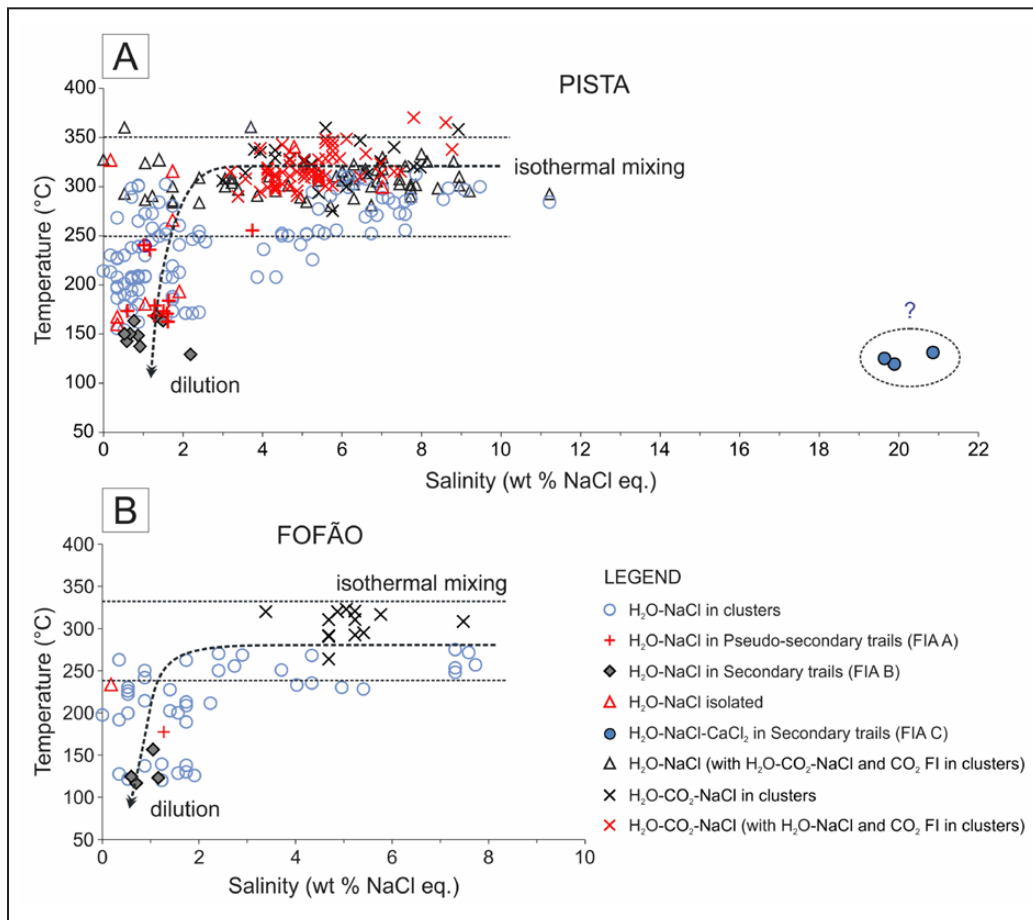 A
PISTA
400
350
300
250
200
150
100
50
Temperature (°C)
isothermal mixing
dilution
?
0 2 4 6 8 10 12 14 16 18 20 22
Salinity (wt % NaCl eq.)
B
FOFÃO
400
350
300
250
200
150
100
50
Temperature (°C)
isothermal mixing
dilution
0 2 4 6 8 10
Salinity (wt % NaCl eq.)
LEGEND
H₂O-NaCl in clusters
H₂O-NaCl in Pseudo-secondary trails (FIA A)
H₂O-NaCl in Secondary trails (FIA B)
H₂O-NaCl isolated
H₂O-NaCl-CaCl₂ in Secondary trails (FIA C)
H₂O-NaCl (with H₂O-CO₂-NaCl and CO₂ FI in clusters)
H₂O-CO₂-NaCl in clusters
H₂O-CO₂-NaCl (with H₂O-NaCl and CO₂ FI in clusters)